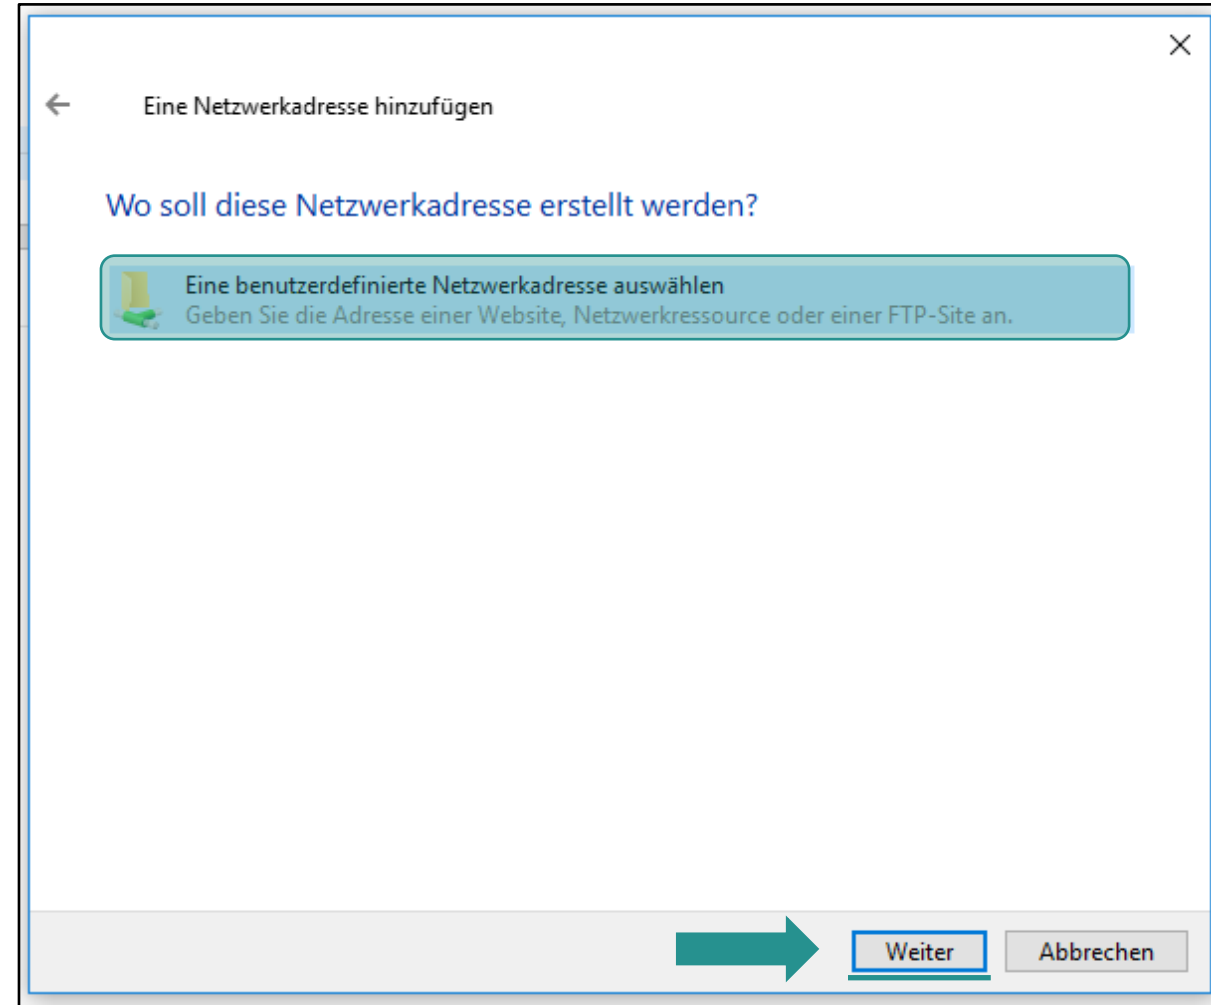 Eine Netzwerkadresse hinzufügen
Wo soll diese Netzwerkadresse erstellt werden?
Eine benutzerdefinierte Netzwerkadresse auswählen
Geben Sie die Adresse einer Website, Netzwerkressource oder einer FTP-Site an.
Weiter
Abbrechen